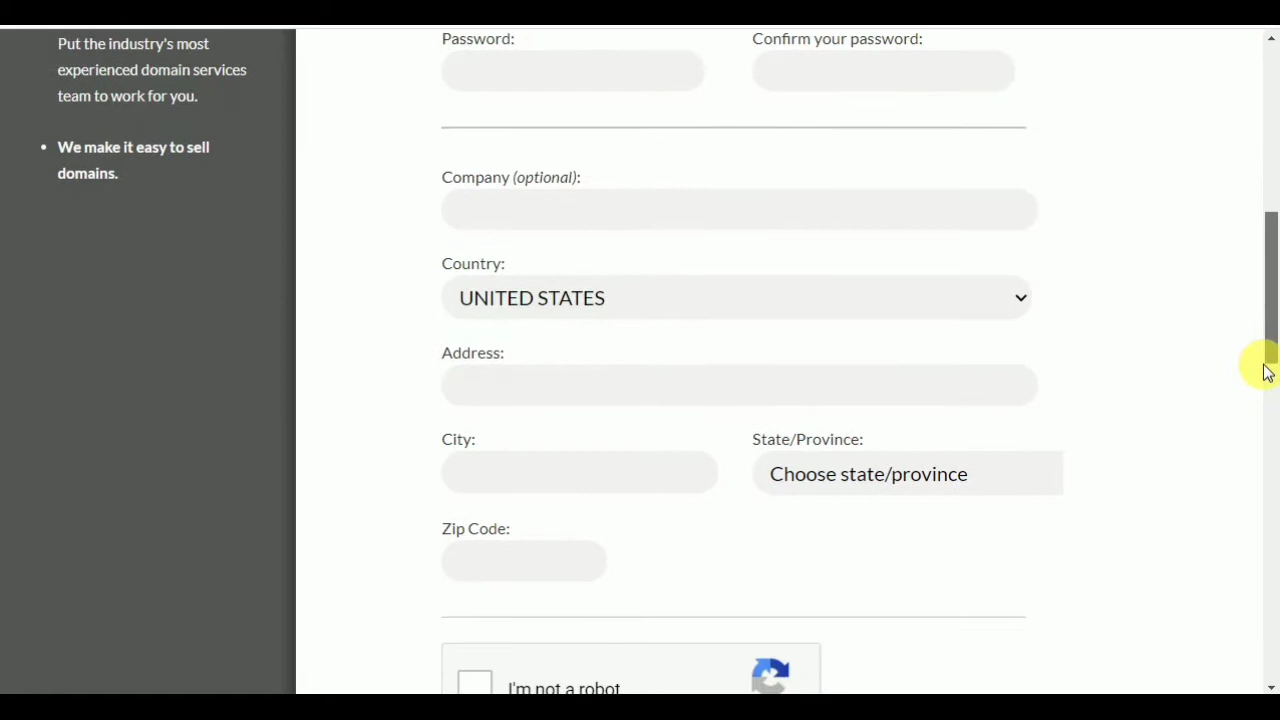 Put the industry's most
experienced domain services
team to work for you.
• We make it easy to sell
domains.
Password:
Confirm your password:
Company (optional):
Country:
UNITED STATES
Address:
City:
State/Province:
Choose state/province
Zip Code:
I'm not a robot